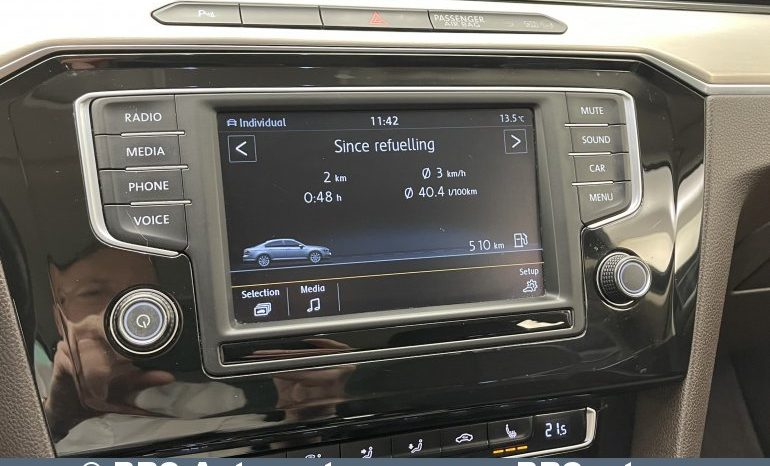 PASSENGER
AIR BAG
RADIO
MEDIA
PHONE
VOICE
Individual
11:42
13.5°C
<
Since refuelling
>
2 km
Ø 3 km/h
0:48 h
Ø 40.4 l/100km
510 km
Selection
Media
Setup
MUTE
SOUND
CAR
MENU
21.5